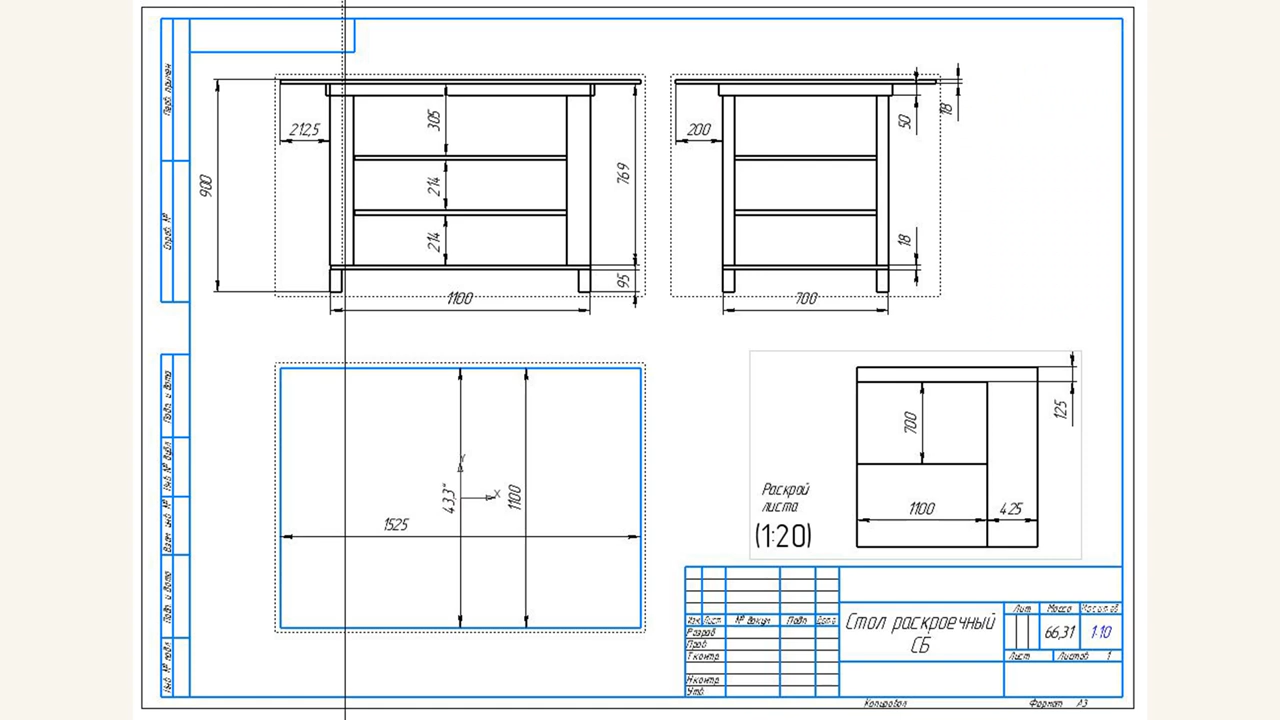 Перв. примен.
Справ. №
Подп. и дата
Инв. № дубл.
Взам. инв. №
Подп. и дата
Инв. № подл.
212,5
900
305
214
214
769
95
1100
200
50
18
18
700
1525
43,3"
1100
Y
X
Раскрой
листа
(1:20)
700
1100
425
125
Изм. Лист № докум. Подп. Дата
Разраб.
Пров.
Т.контр.
Н.контр.
Утв.
Стол раскроечный
СБ
Лит. Масса Масштаб
66,31 1:10
Лист Листов 1
Копировал Формат A3